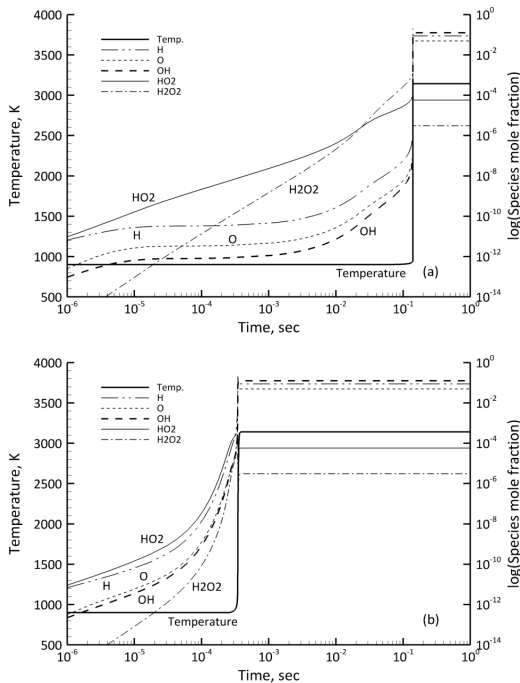 4000
3500
3000
2500
2000
1500
1000
500
Temperature, K
Temp.
H
O
OH
HO2
H2O2
HO2
H
H2O2
O
OH
Temperature
(a)
10^0
10^-2
10^-4
10^-6
10^-8
10^-10
10^-12
10^-14
log(Species mole fraction)
10^-6
10^-5
10^-4
10^-3
10^-2
10^-1
10^0
Time, sec
4000
3500
3000
2500
2000
1500
1000
500
Temperature, K
Temp.
H
O
OH
HO2
H2O2
HO2
H
O
OH
H2O2
Temperature
(b)
10^0
10^-2
10^-4
10^-6
10^-8
10^-10
10^-12
10^-14
log(Species mole fraction)
10^-6
10^-5
10^-4
10^-3
10^-2
10^-1
10^0
Time, sec